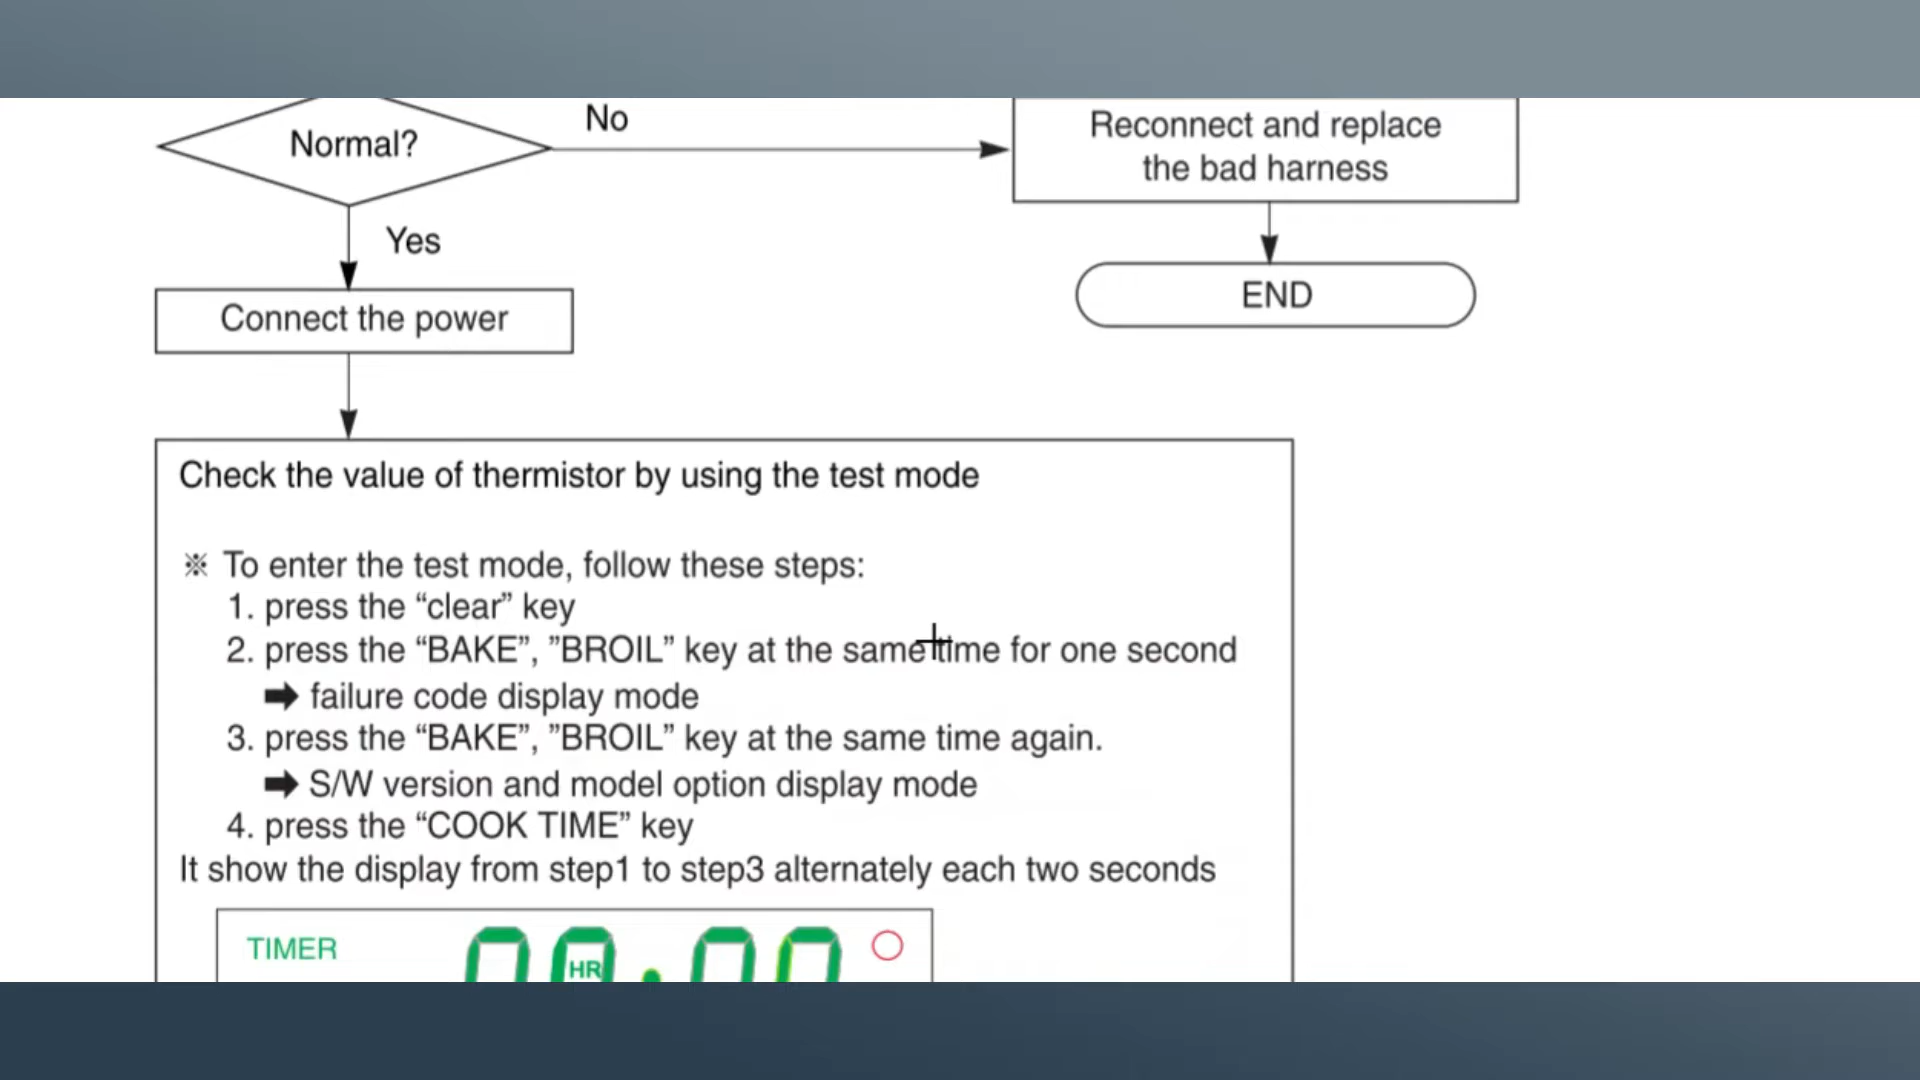 No
Normal?
Reconnect and replace
the bad harness
Yes
END
Connect the power
Check the value of thermistor by using the test mode
※ To enter the test mode, follow these steps:
1. press the “clear” key
2. press the “BAKE”, ”BROIL” key at the same time for one second
➡ failure code display mode
3. press the “BAKE”, ”BROIL” key at the same time again.
➡ S/W version and model option display mode
4. press the “COOK TIME” key
It show the display from step1 to step3 alternately each two seconds
TIMER
HR